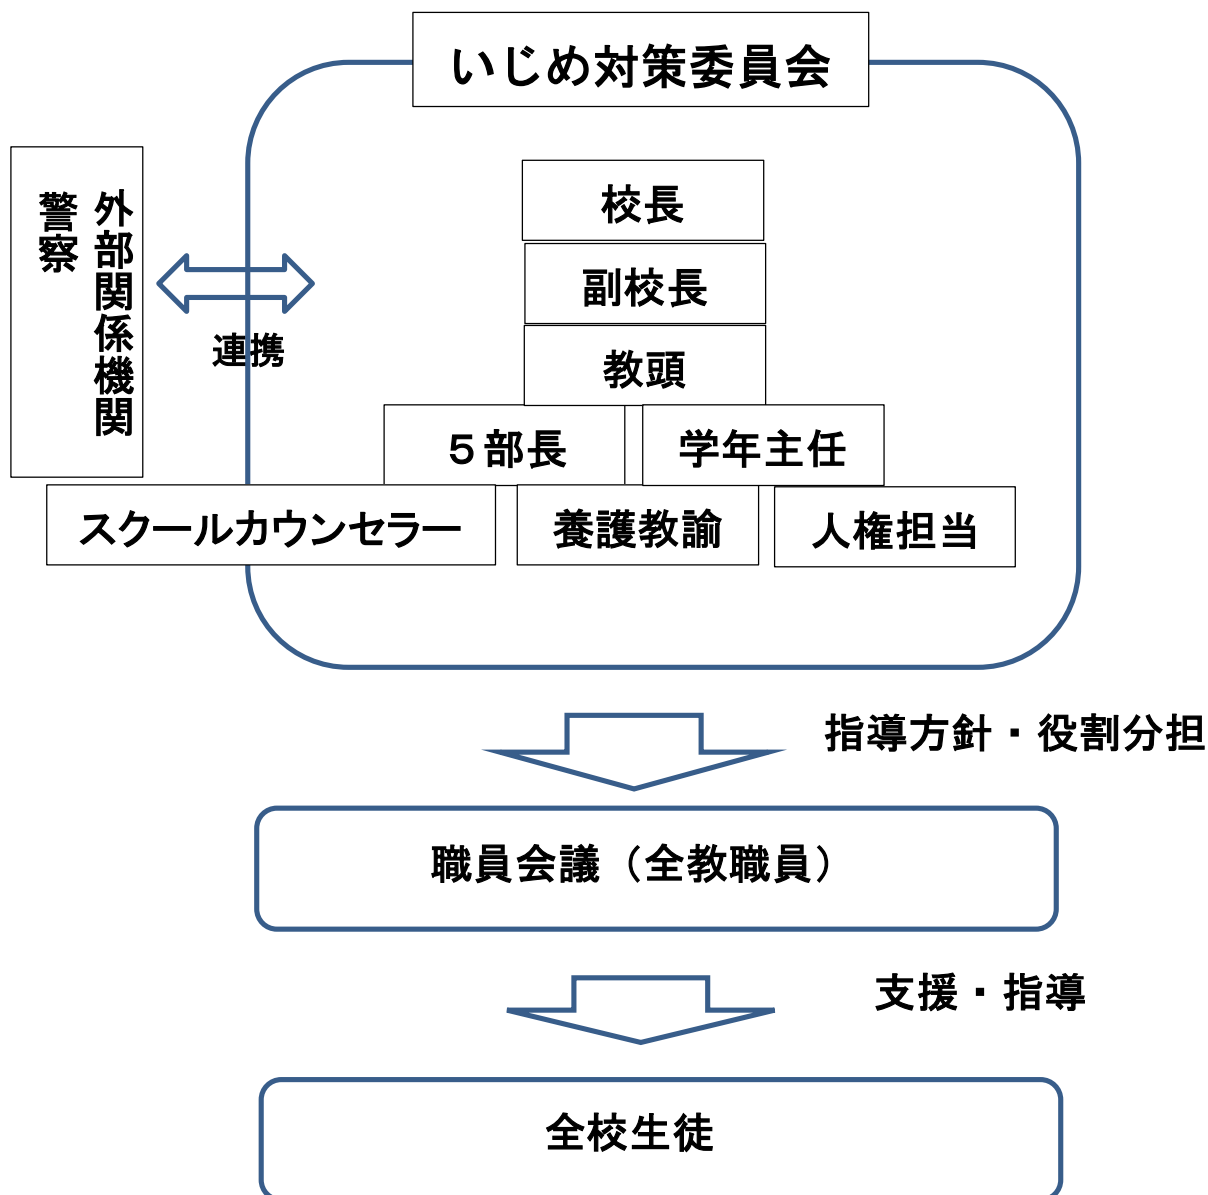 いじめ対策委員会
外部関係機関
警察
連携
校長
副校長
教頭
５部長
学年主任
スクールカウンセラー
養護教諭
人権担当
指導方針・役割分担
職員会議（全教職員）
支援・指導
全校生徒